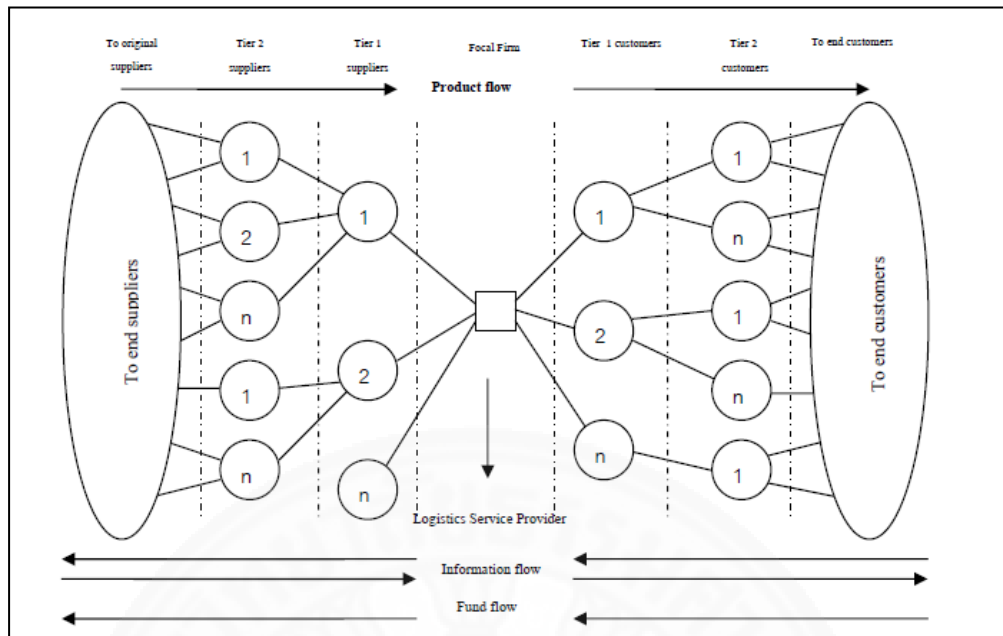 To original
suppliers
Tier 2
suppliers
Tier 1
suppliers
Focal Firm
Tier 1 customers
Tier 2
customers
To end customers
Product flow
1
1
2
1
1
n
n
n
To end suppliers
1
To end customers
2
2
1
n
n
n
n
1
Logistics Service Provider
Information flow
Fund flow